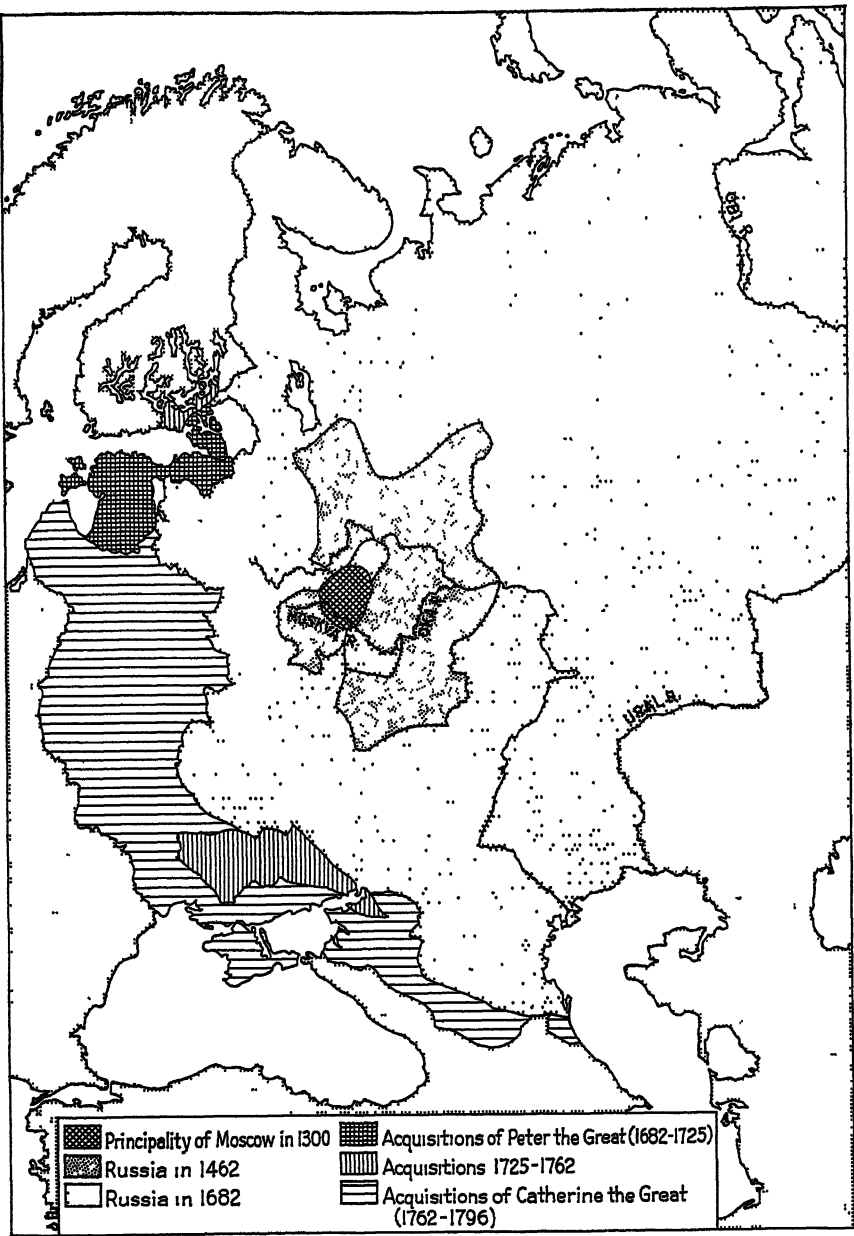 Obi R.
Ural R.
Principality of Moscow in 1300
Russia in 1462
Russia in 1682
Acquisitions of Peter the Great (1682-1725)
Acquisitions 1725-1762
Acquisitions of Catherine the Great
(1762-1796)